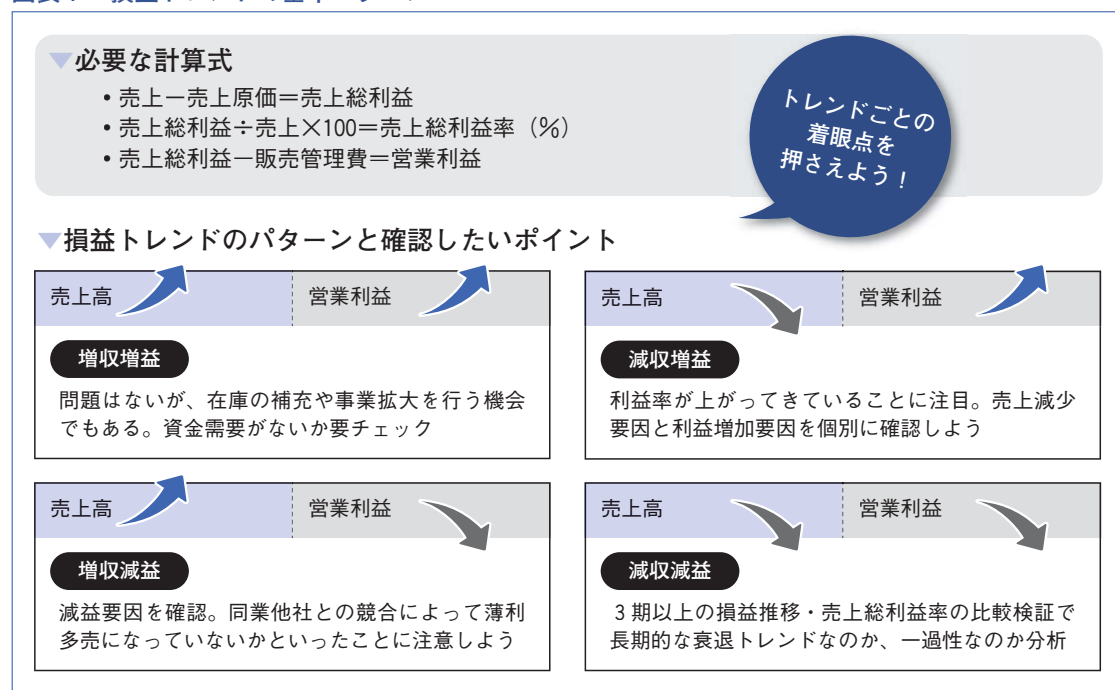 ▼必要な計算式
・売上－売上原価＝売上総利益
・売上総利益÷売上×100＝売上総利益率（％）
・売上総利益－販売管理費＝営業利益
トレンドごとの
着眼点を
押さえよう！
▼損益トレンドのパターンと確認したいポイント
売上高 営業利益
増収増益
問題はないが、在庫の補充や事業拡大を行う機会
でもある。資金需要がないか要チェック
売上高 営業利益
減収増益
利益率が上がってきていることに注目。売上減少
要因と利益増加要因を個別に確認しよう
売上高 営業利益
増収減益
減益要因を確認。同業他社との競合によって薄利
多売になっていないかといったことに注意しよう
売上高 営業利益
減収減益
３期以上の損益推移・売上総利益率の比較検証で
長期的な衰退トレンドなのか、一過性なのか分析